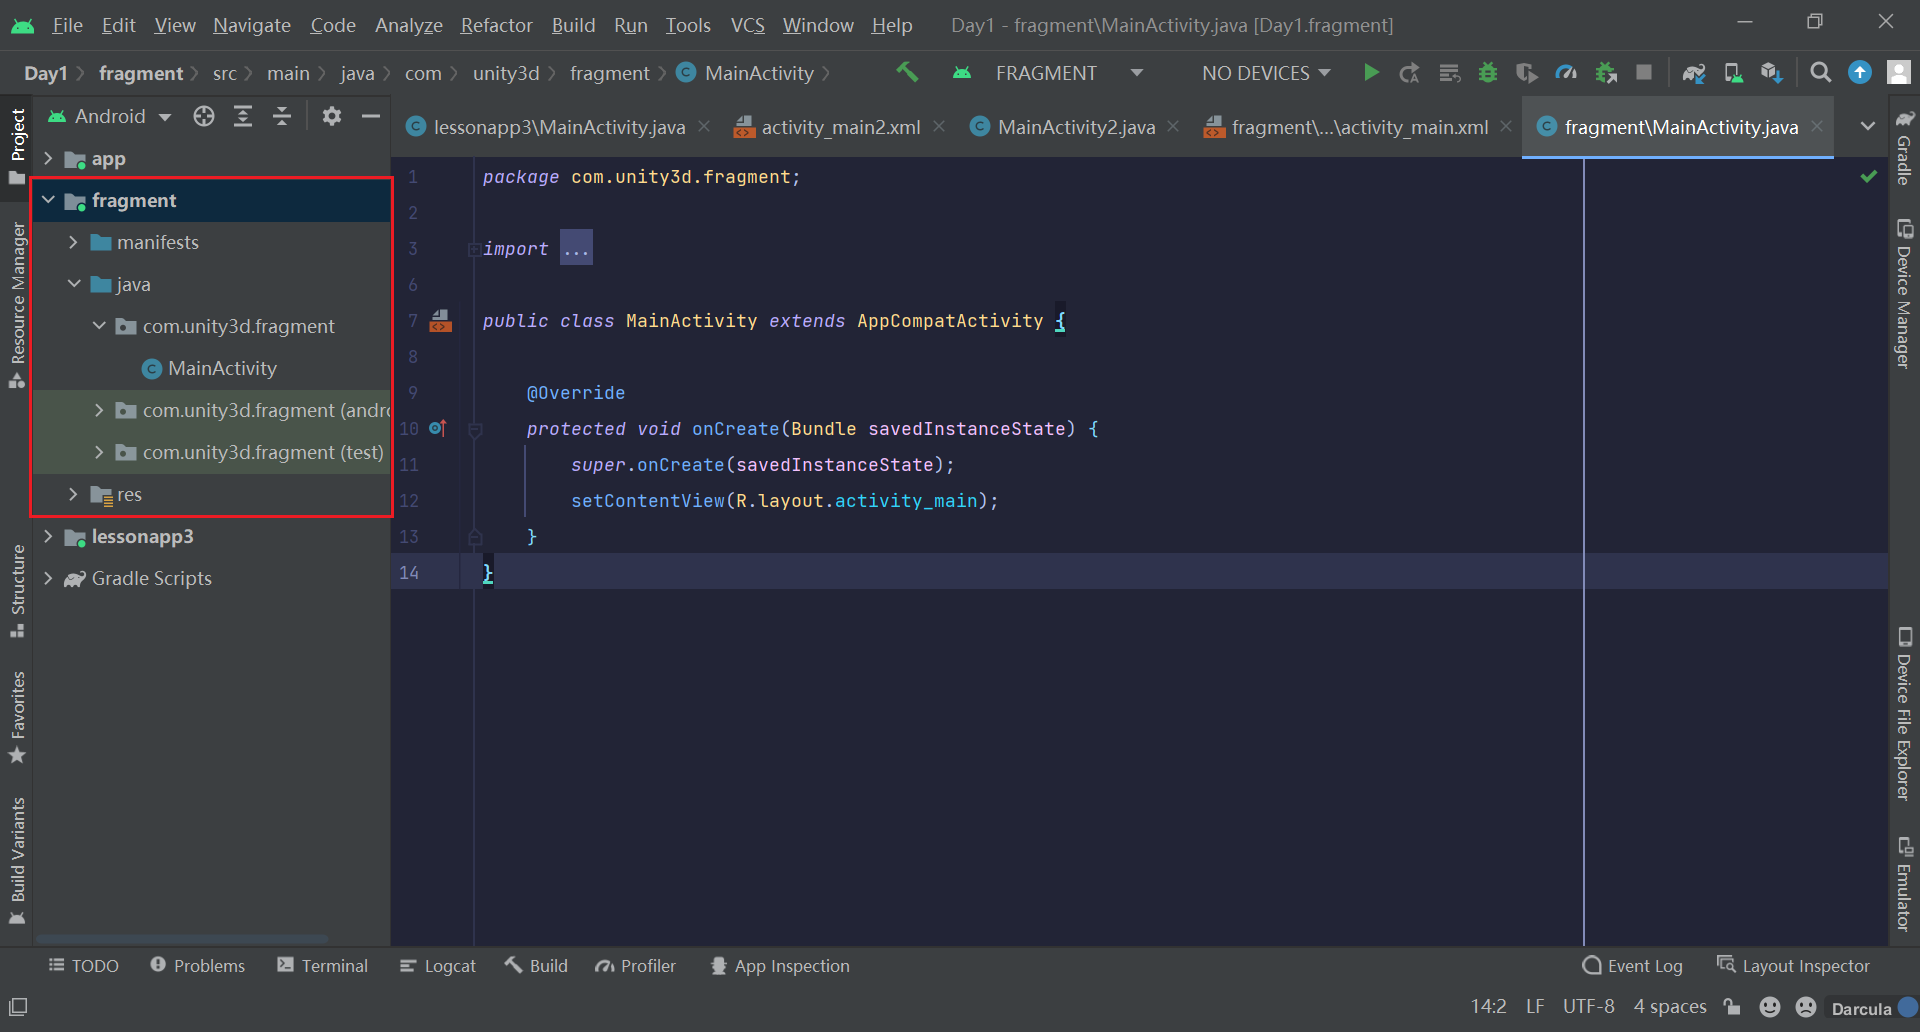 File Edit View Navigate Code Analyze Refactor Build Run Tools VCS Window Help Day1 - fragment\MainActivity.java [Day1.fragment]
Day1 fragment src main java com unity3d fragment MainActivity FRAGMENT NO DEVICES
Android
lessonapp3\MainActivity.java activity_main2.xml MainActivity2.java fragment\...\activity_main.xml fragment\MainActivity.java
Project
Resource Manager
Structure
Favorites
Build Variants
app
fragment
manifests
java
com.unity3d.fragment
MainActivity
com.unity3d.fragment (andro
com.unity3d.fragment (test)
res
lessonapp3
Gradle Scripts
1 package com.unity3d.fragment;
2
3 import ...
6
7 public class MainActivity extends AppCompatActivity {
8
9 @Override
10 protected void onCreate(Bundle savedInstanceState) {
11 super.onCreate(savedInstanceState);
12 setContentView(R.layout.activity_main);
13 }
14 }
Gradle
Device Manager
Device File Explorer
Emulator
TODO Problems Terminal Logcat Build Profiler App Inspection Event Log Layout Inspector
14:2 LF UTF-8 4 spaces Darcula